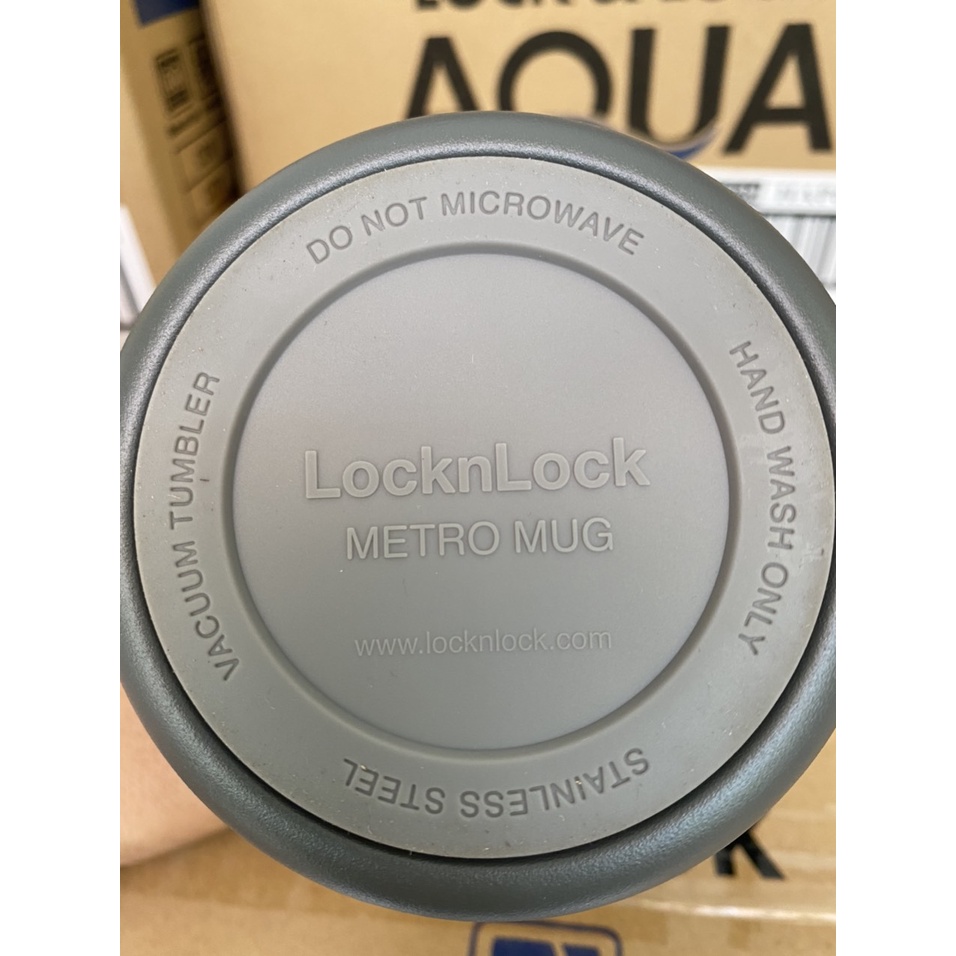 AQUA
DO NOT MICROWAVE
HAND WASH ONLY
STAINLESS STEEL
VACUUM TUMBLER
LocknLock
METRO MUG
www.locknlock.com